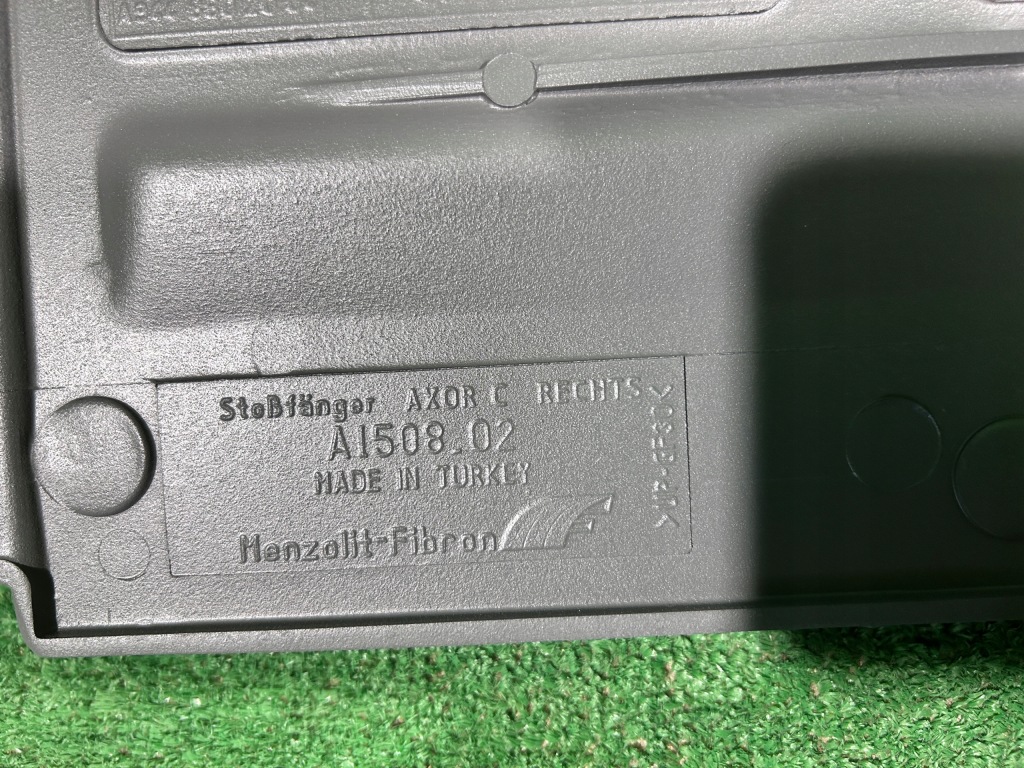 Stoßfänger AXOR C RECHTS
A1508.02
MADE IN TURKEY
Menzolit-Fibron